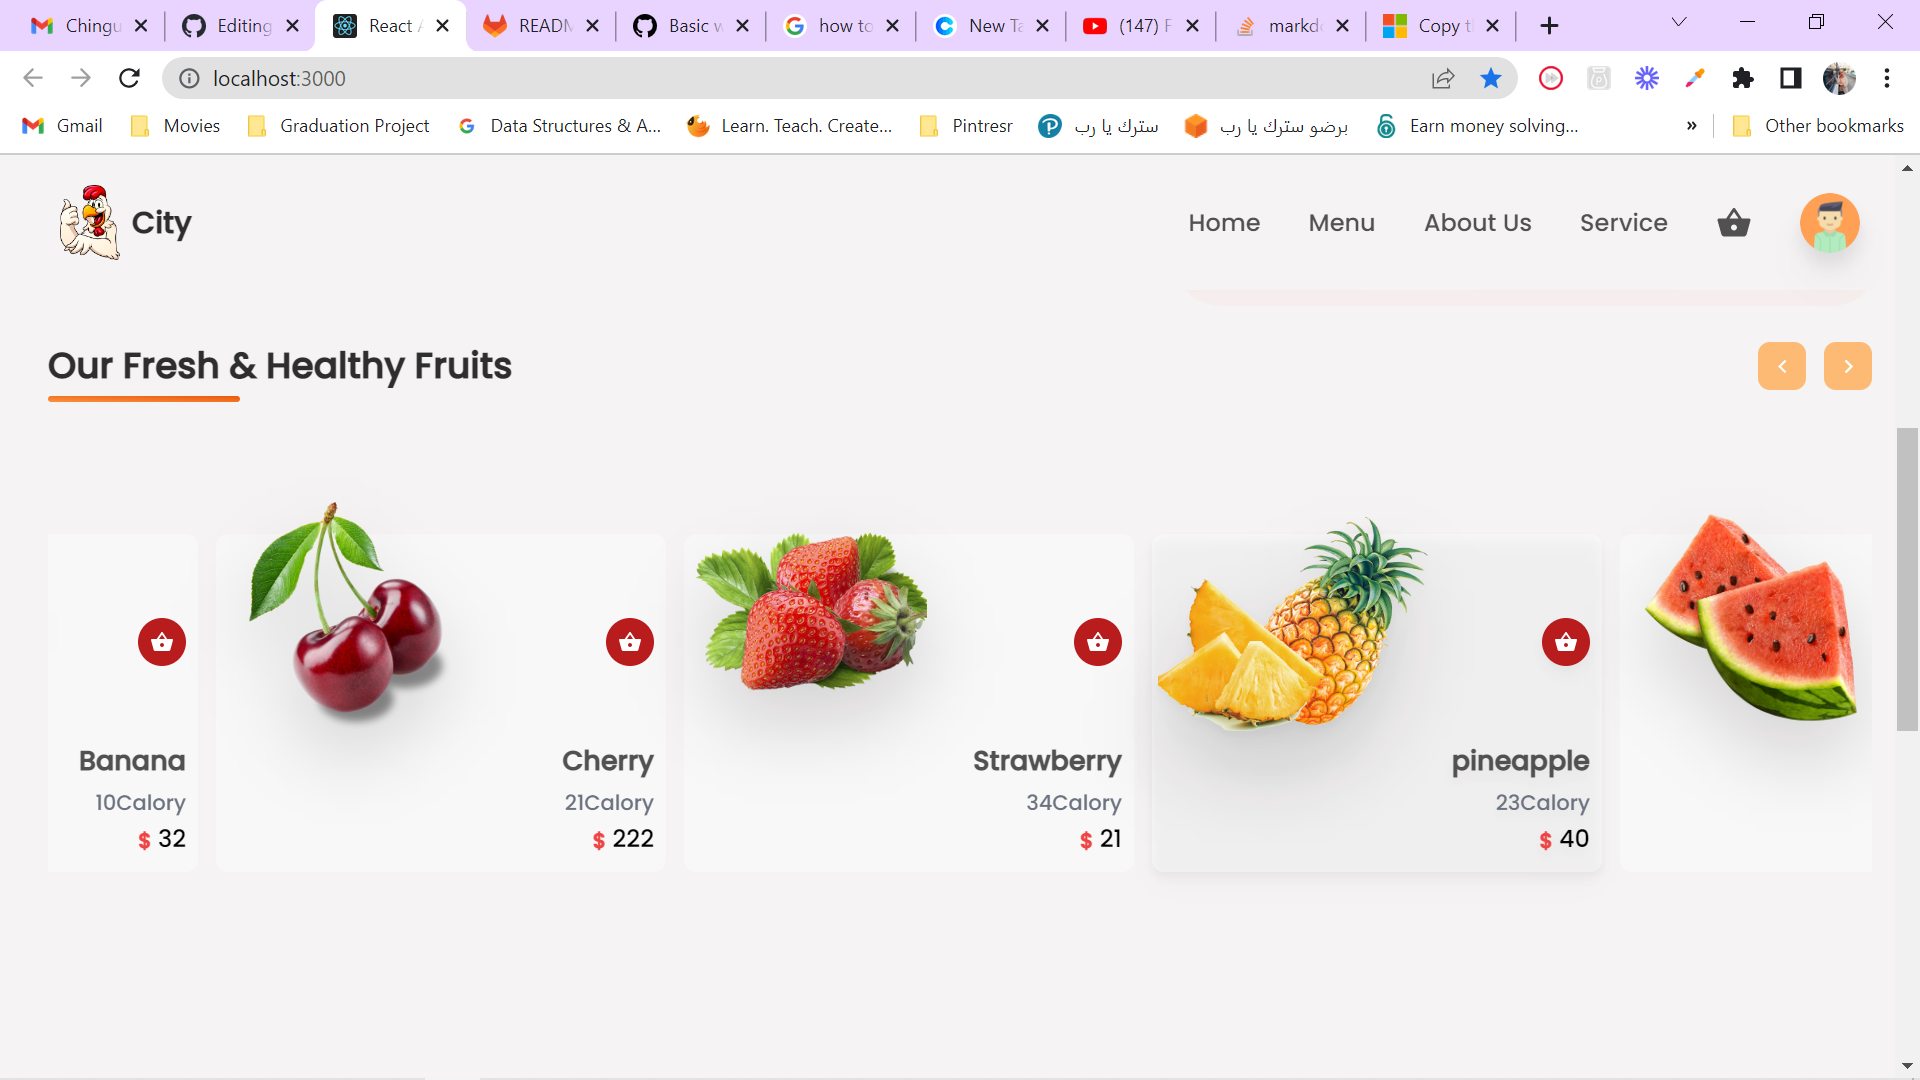 Chingu
Editing
React A
READM
Basic w
how to
New Ta
(147) F
markd
Copy t
localhost:3000
Gmail
Movies
Graduation Project
Data Structures & A...
Learn. Teach. Create...
Pintresr
سترك يا رب
برضو سترك يا رب
Earn money solving...
»
Other bookmarks
City
Home
Menu
About Us
Service
Our Fresh & Healthy Fruits
Banana
10Calory
$ 32
Cherry
21Calory
$ 222
Strawberry
34Calory
$ 21
pineapple
23Calory
$ 40